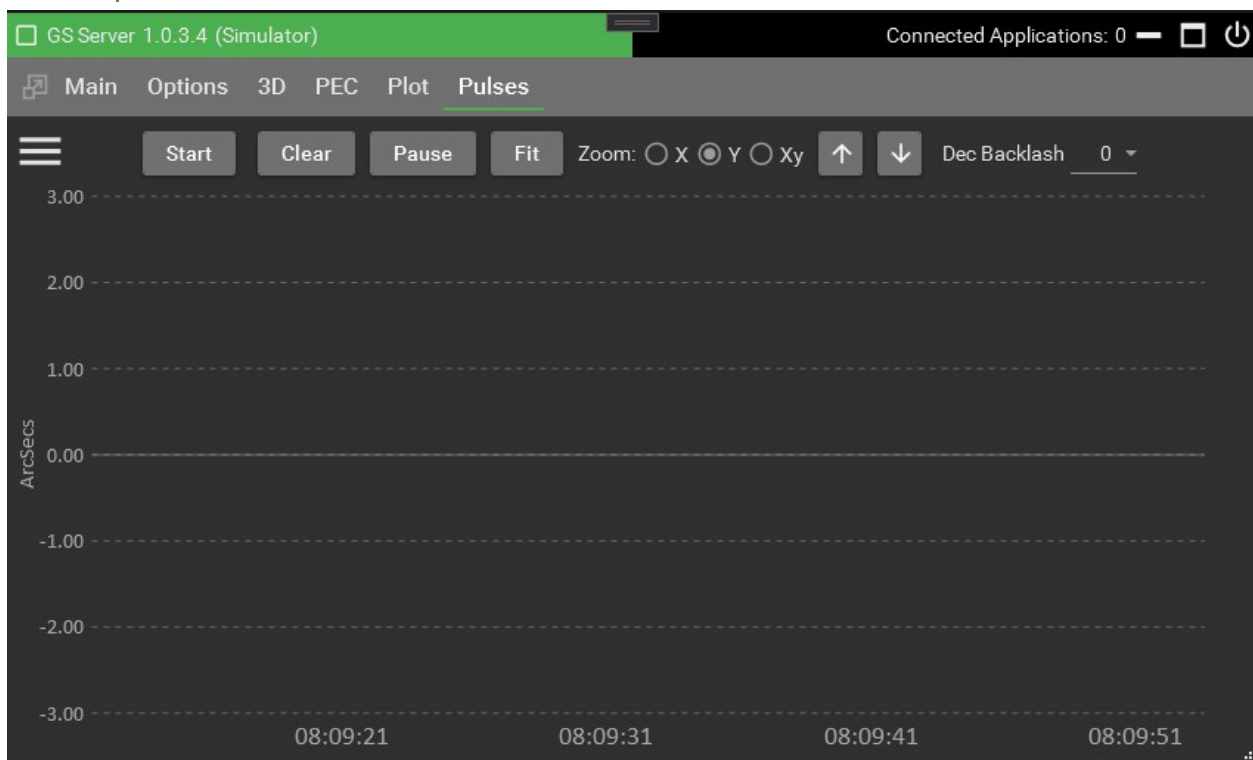 GS Server 1.0.3.4 (Simulator) Connected Applications: 0
Main Options 3D PEC Plot Pulses
Start Clear Pause Fit Zoom: X Y Xy Dec Backlash 0
3.00
2.00
1.00
ArcSecs
0.00
-1.00
-2.00
-3.00
08:09:21 08:09:31 08:09:41 08:09:51